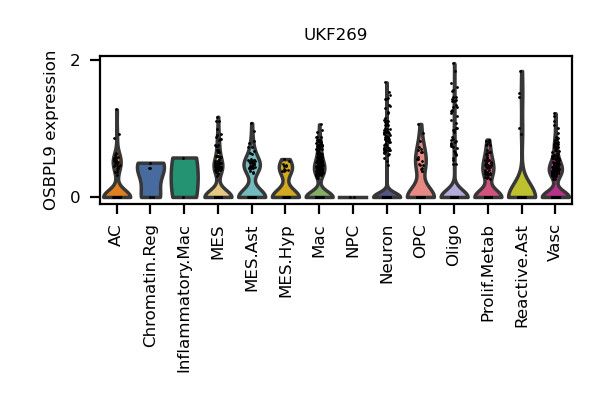 UKF269
OSBPL9 expression
2
0
AC
Chromatin.Reg
Inflammatory.Mac
MES
MES.Ast
MES.Hyp
Mac
NPC
Neuron
OPC
Oligo
Prolif.Metab
Reactive.Ast
Vasc